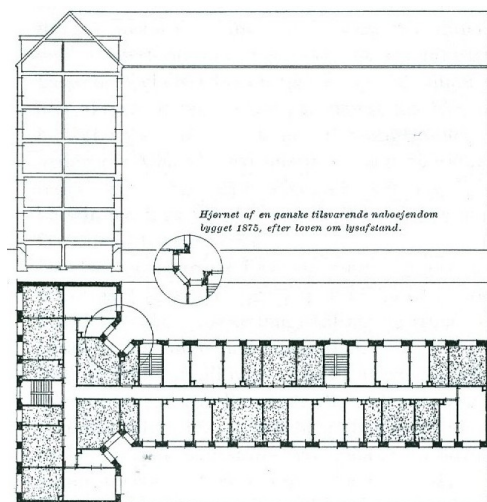 Hjørnet af en ganske tilsvarende naboejendom
bygget 1875, efter loven om lysafstand.